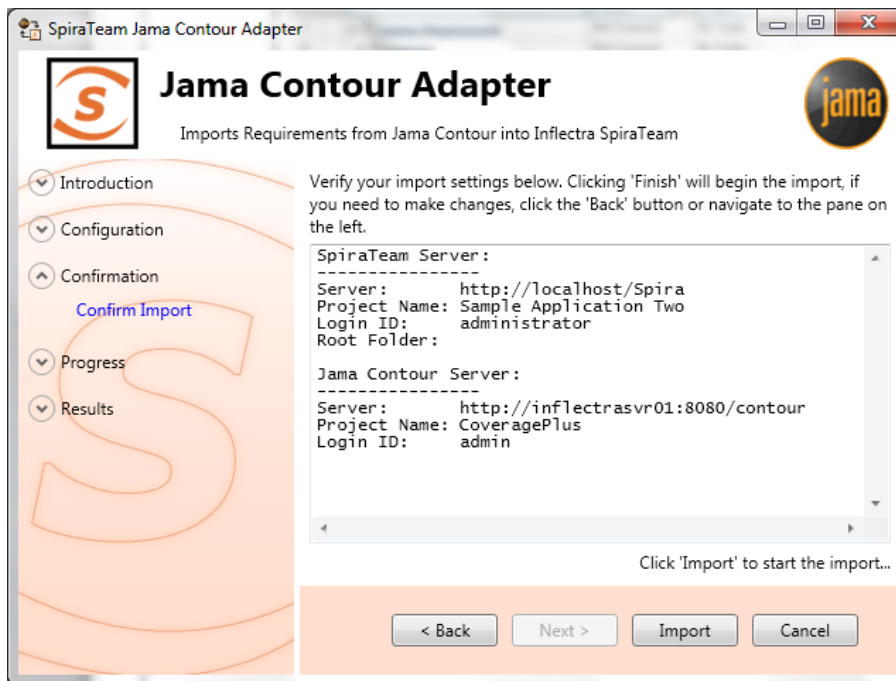 SpiraTeam Jama Contour Adapter
S
Jama Contour Adapter
jama
Imports Requirements from Jama Contour into Inflectra SpiraTeam
Introduction
Configuration
Confirmation
Confirm Import
Progress
Results
Verify your import settings below. Clicking 'Finish' will begin the import, if
you need to make changes, click the 'Back' button or navigate to the pane on
the left.
SpiraTeam Server:
----------------
Server: http://localhost/Spira
Project Name: Sample Application Two
Login ID: administrator
Root Folder:
Jama Contour Server:
----------------
Server: http://inflectrasvr01:8080/contour
Project Name: CoveragePlus
Login ID: admin
Click 'Import' to start the import...
< Back
Next >
Import
Cancel